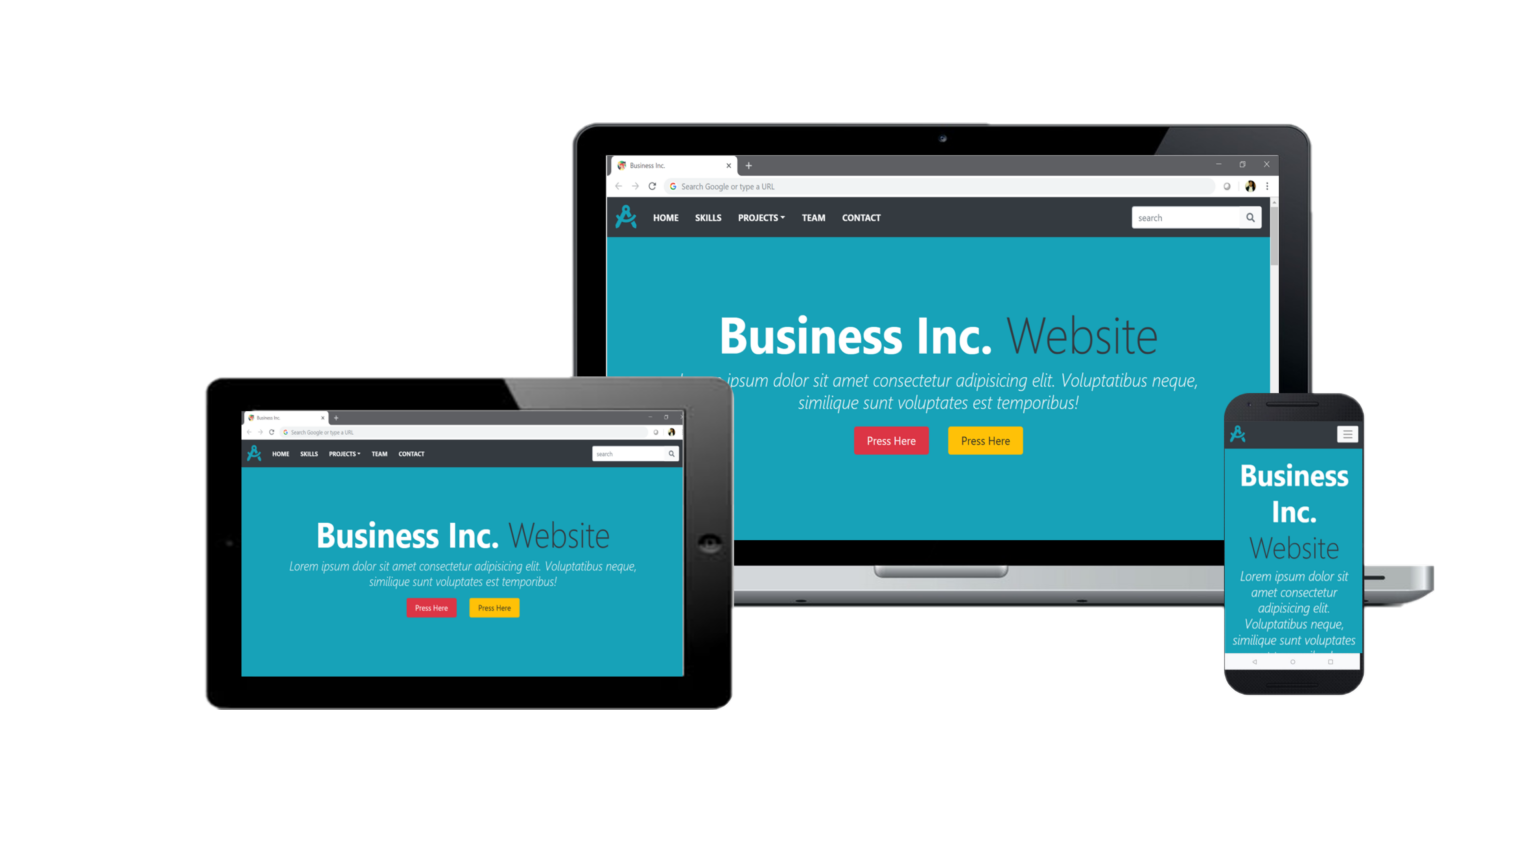 Business Inc.
Search Google or type a URL
HOME SKILLS PROJECTS TEAM CONTACT
search
Business Inc. Website
ipsum dolor sit amet consectetur adipisicing elit. Voluptatibus neque,
similique sunt voluptates est temporibus!
Press Here Press Here
Business Inc.
Search Google or type a URL
HOME SKILLS PROJECTS TEAM CONTACT
search
Business Inc. Website
Lorem ipsum dolor sit amet consectetur adipisicing elit. Voluptatibus neque,
similique sunt voluptates est temporibus!
Press Here Press Here
Business
Inc.
Website
Lorem ipsum dolor sit
amet consectetur
adipisicing elit.
Voluptatibus neque,
similique sunt voluptates